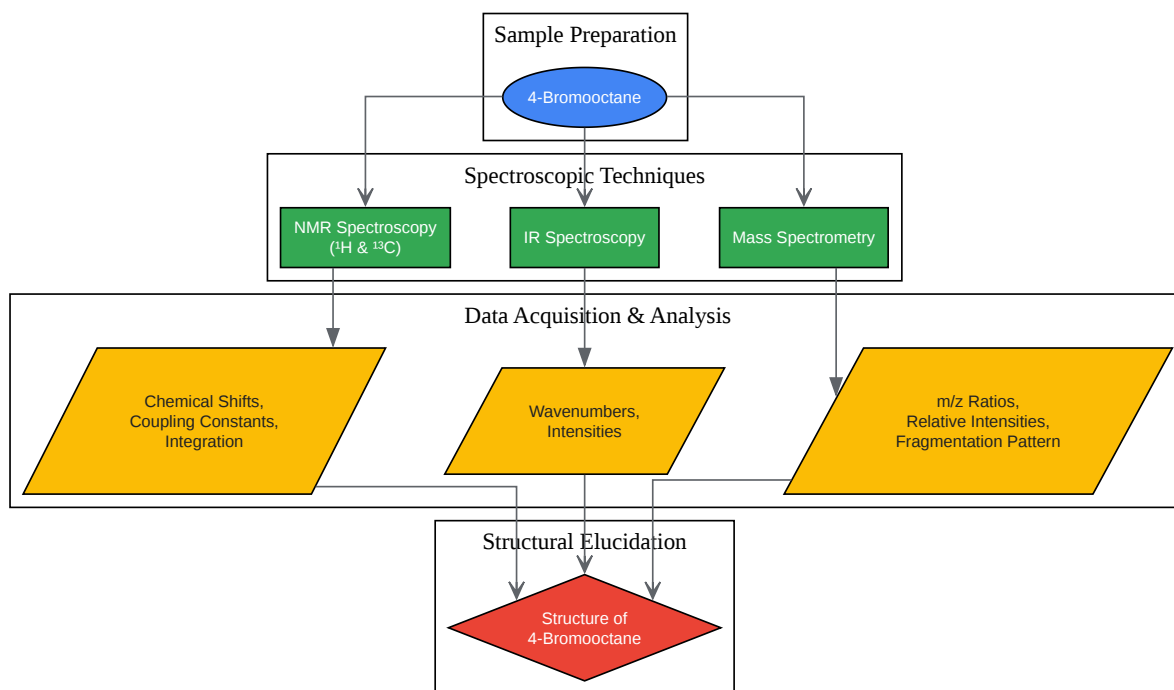 Sample Preparation
4-Bromooctane
Spectroscopic Techniques
NMR Spectroscopy
(¹H & ¹³C)
IR Spectroscopy
Mass Spectrometry
Data Acquisition & Analysis
Chemical Shifts,
Coupling Constants,
Integration
Wavenumbers,
Intensities
m/z Ratios,
Relative Intensities,
Fragmentation Pattern
Structural Elucidation
Structure of
4-Bromooctane